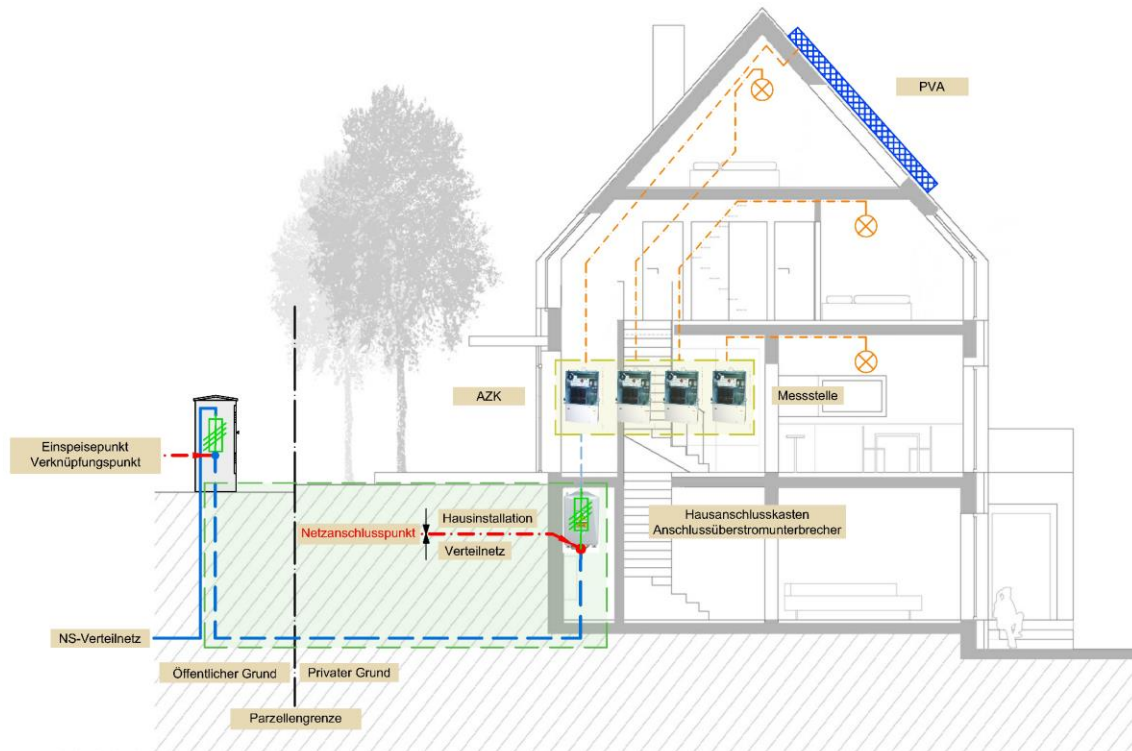 PVA
AZK
Messstelle
Einspeisepunkt
Verknüpfungspunkt
Hausinstallation
Netzanschlusspunkt
Verteilnetz
Hausanschlusskasten
Anschlussüberstromunterbrecher
NS-Verteilnetz
Öffentlicher Grund
Privater Grund
Parzellengrenze